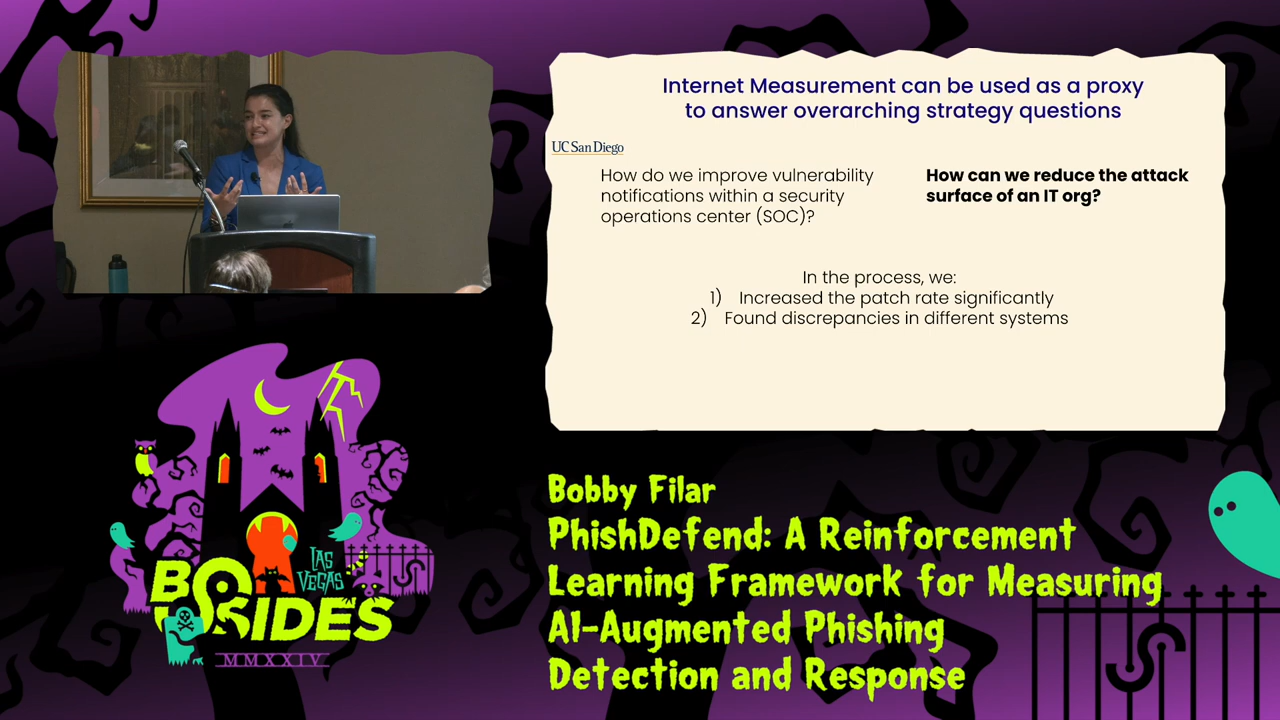 Internet Measurement can be used as a proxy
to answer overarching strategy questions
UC San Diego
How do we improve vulnerability
notifications within a security
operations center (SOC)?
How can we reduce the attack
surface of an IT org?
In the process, we:
1) Increased the patch rate significantly
2) Found discrepancies in different systems
LAS
VEGAS
BSIDES
MMXXIV
Bobby Filar
PhishDefend: A Reinforcement
Learning Framework for Measuring
AI-Augmented Phishing
Detection and Response